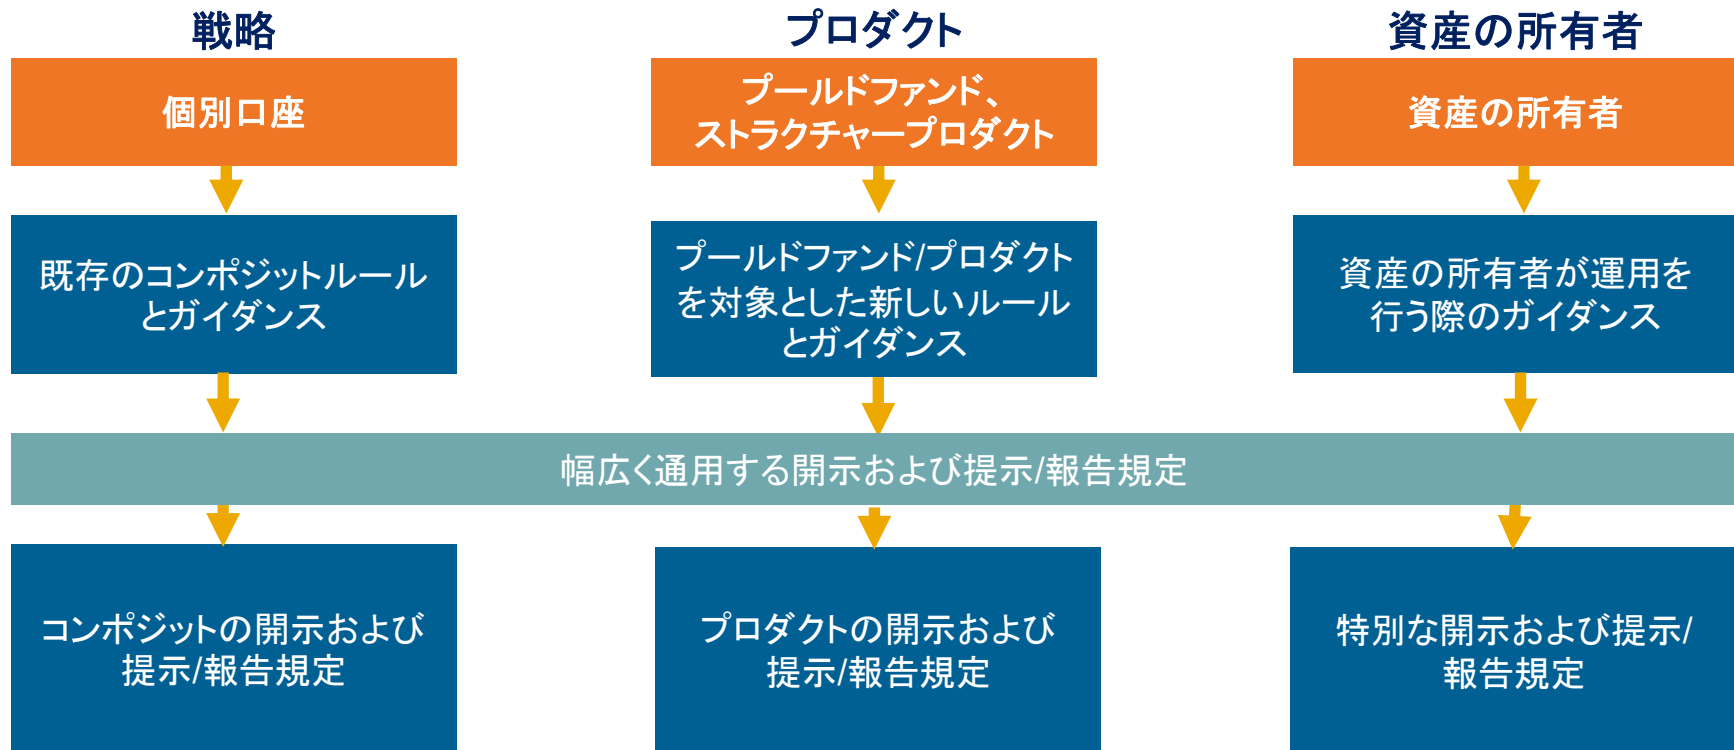 戦略
プロダクト
資産の所有者
個別口座
プールドファンド、
ストラクチャープロダクト
資産の所有者
既存のコンポジットルール
とガイダンス
プールドファンド/プロダクト
を対象とした新しいルール
とガイダンス
資産の所有者が運用を
行う際のガイダンス
幅広く通用する開示および提示/報告規定
コンポジットの開示および
提示/報告規定
プロダクトの開示および
提示/報告規定
特別な開示および提示/
報告規定